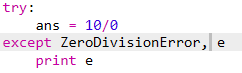 try:
    ans = 10/0
except ZeroDivisionError, e
    print e